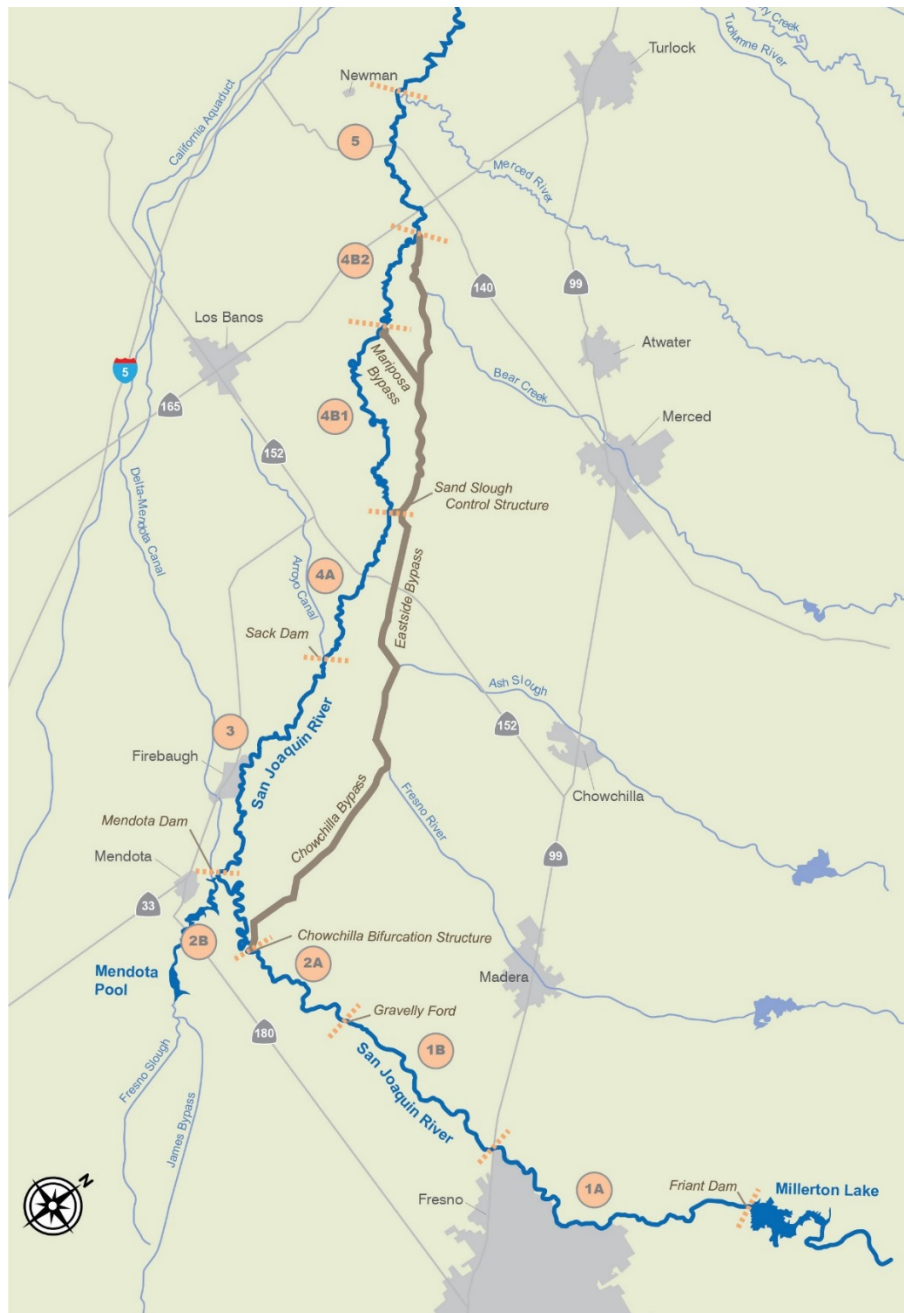 ry Creek
Tuolumne River
Turlock
Newman
California Aquaduct
5
Merced River
4B2
140
99
Los Banos
Atwater
Mariposa
Bypass
5
Bear Creek
165
4B1
Merced
152
Delta-Mendota Canal
Sand Slough
Control Structure
Arroyo Canal
4A
Eastside Bypass
Sack Dam
Ash Slough
3
152
San Joaquin River
Firebaugh
Chowchilla
Fresno River
Chowchilla Bypass
Mendota Dam
Mendota
99
33
2B
Chowchilla Bifurcation Structure
2A
Mendota
Pool
Madera
Gravelly Ford
180
1B
Fresno Slough
San Joaquin River
James Bypass
N
1A
Friant Dam
Millerton Lake
Fresno